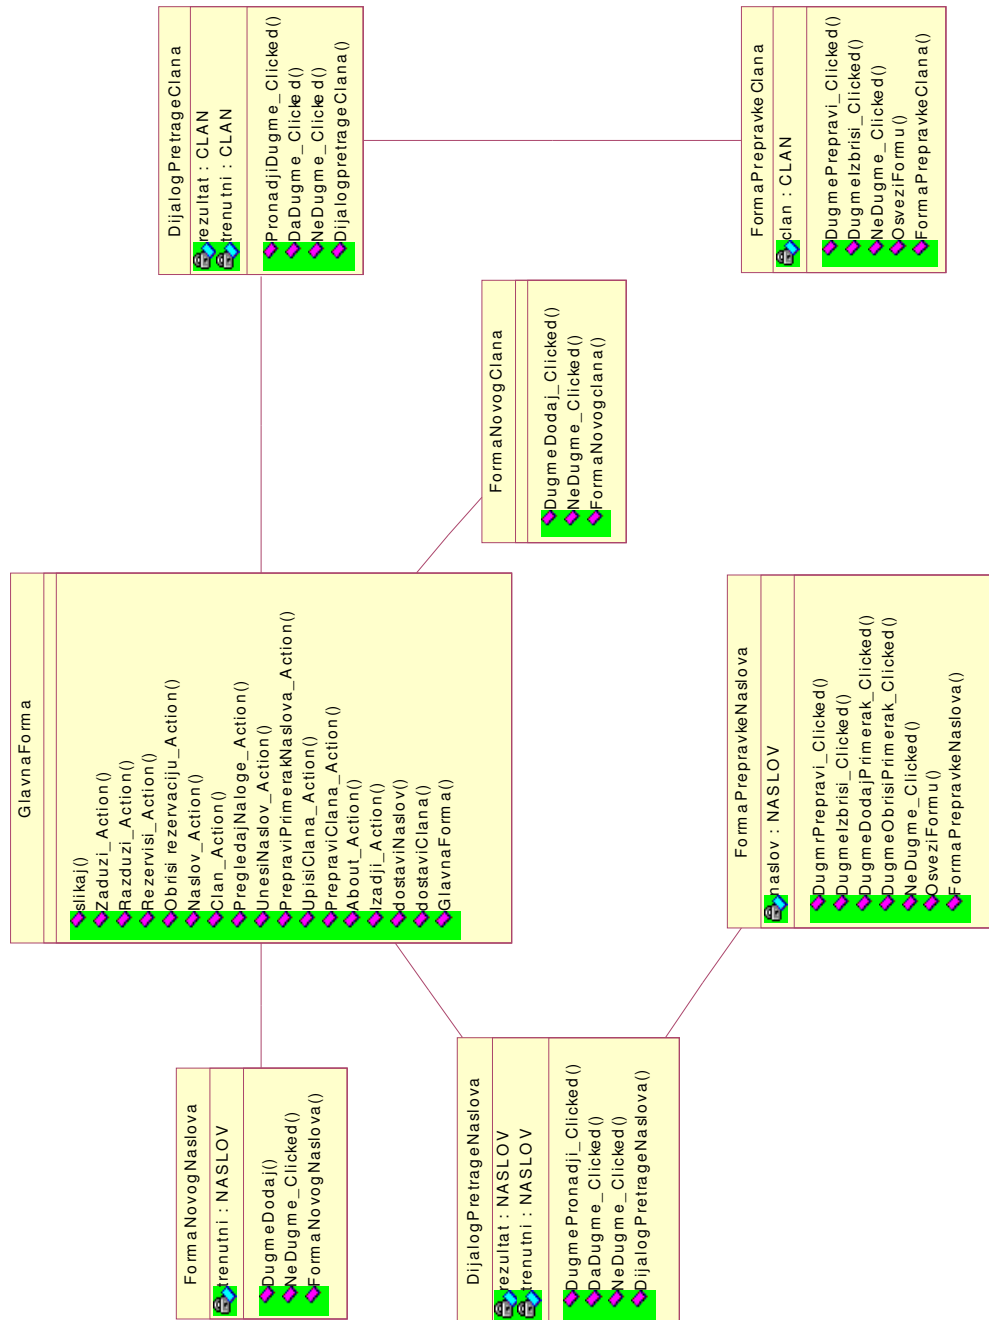 GlavnaForma
slikaj()
Zaduzi_Action()
Razduzi_Action()
Rezervisi_Action()
Obrisi rezervaciju_Action()
Naslov_Action()
Clan_Action()
PregledajNaloge_Action()
UnesiNaslov_Action()
PrepraviPrimerakNaslova_Action()
UpisiClana_Action()
PrepraviClana_Action()
About_Action()
Izadji_Action()
dostaviNaslov()
dostaviClana()
GlavnaForma()
DijalogPretrageClana
rezultat : CLAN
trenutni : CLAN
PronadjiDugme_Clicked()
DaDugme_Clicked()
NeDugme_Clicked()
DijalogpretrageClana()
FormaNovogNaslova
trenutni : NASLOV
DugmeDodaj()
NeDugme_Clicked()
FormaNovogNaslova()
DijalogPretrageNaslova
rezultat : NASLOV
trenutni : NASLOV
DugmePronadji_Clicked()
DaDugme_Clicked()
NeDugme_Clicked()
DijalogPretrageNaslova()
FormaNovogClana
DugmeDodaj_Clicked()
NeDugme_Clicked()
FormaNovogclana()
FormaPrepravkeNaslova
naslov : NASLOV
DugmrPrepravi_Clicked()
DugmeIzbrisi_Clicked()
DugmeDodajPrimerak_Clicked()
DugmeObrisiPrimerak_Clicked()
NeDugme_Clicked()
OsveziFormu()
FormaPrepravkeNaslova()
FormaPrepravkeClana
clan : CLAN
DugmePrepravi_Clicked()
DugmeIzbrisi_Clicked()
NeDugme_Clicked()
OsveziFormu()
FormaPrepravkeClana()